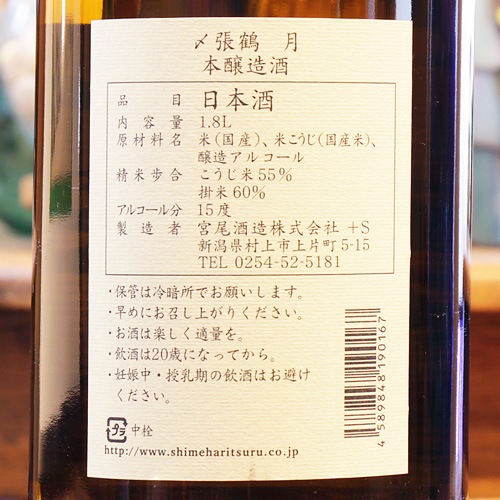 〆張鶴 月
本醸造酒
品目 日本酒
内容量 1.8L
原材料名 米(国産)、米こうじ(国産米)、
醸造アルコール
精米歩合 こうじ米55%
掛米60%
アルコール分 15度
製造者 宮尾酒造株式会社 +S
新潟県村上市上片町5-15
TEL 0254-52-5181
・保管は冷暗所でお願いします。
・早めにお召し上がりください。
・お酒は楽しく適量を。
・飲酒は20歳になってから。
・妊娠中・授乳期の飲酒はお避け
ください。
プラ 中栓
http://www.shimeharitsuru.co.jp
4 589848 190167